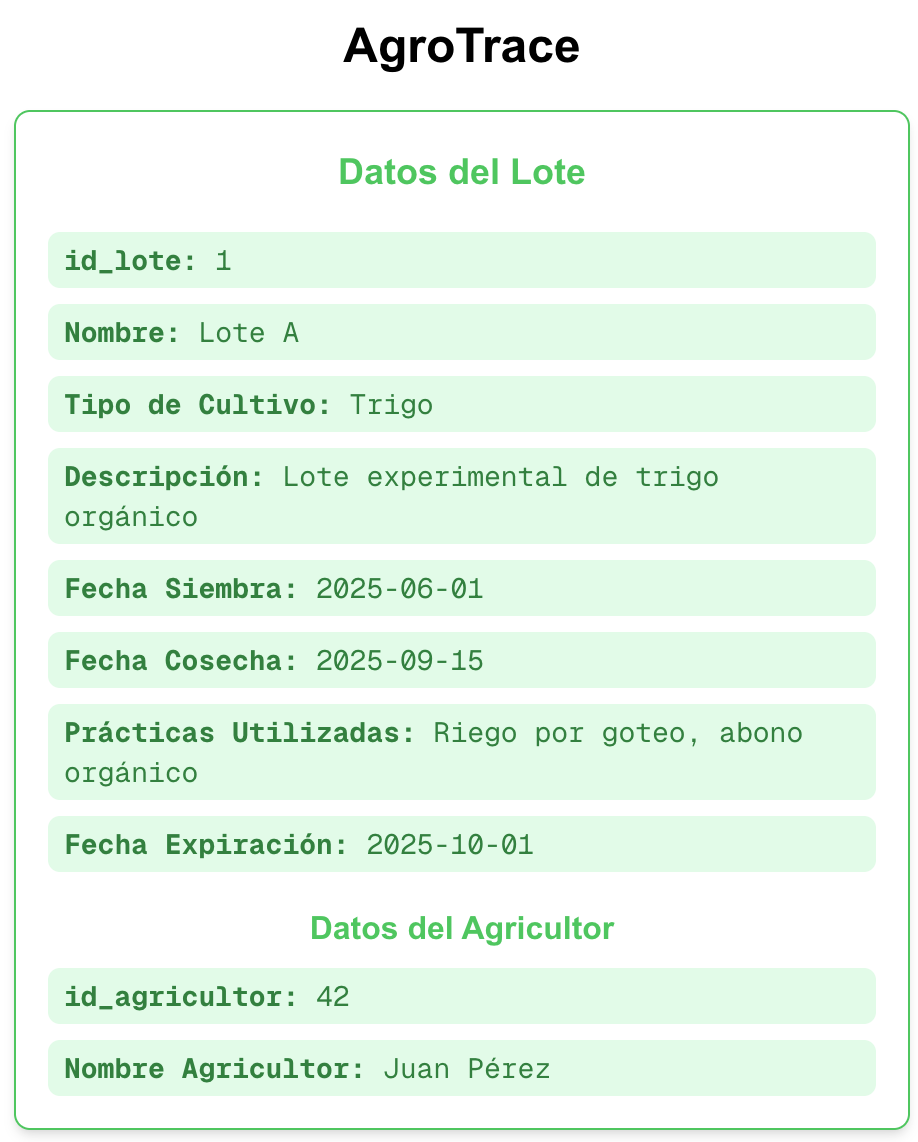 AgroTrace
Datos del Lote
id_lote: 1
Nombre: Lote A
Tipo de Cultivo: Trigo
Descripción: Lote experimental de trigo
orgánico
Fecha Siembra: 2025-06-01
Fecha Cosecha: 2025-09-15
Prácticas Utilizadas: Riego por goteo, abono
orgánico
Fecha Expiración: 2025-10-01
Datos del Agricultor
id_agricultor: 42
Nombre Agricultor: Juan Pérez